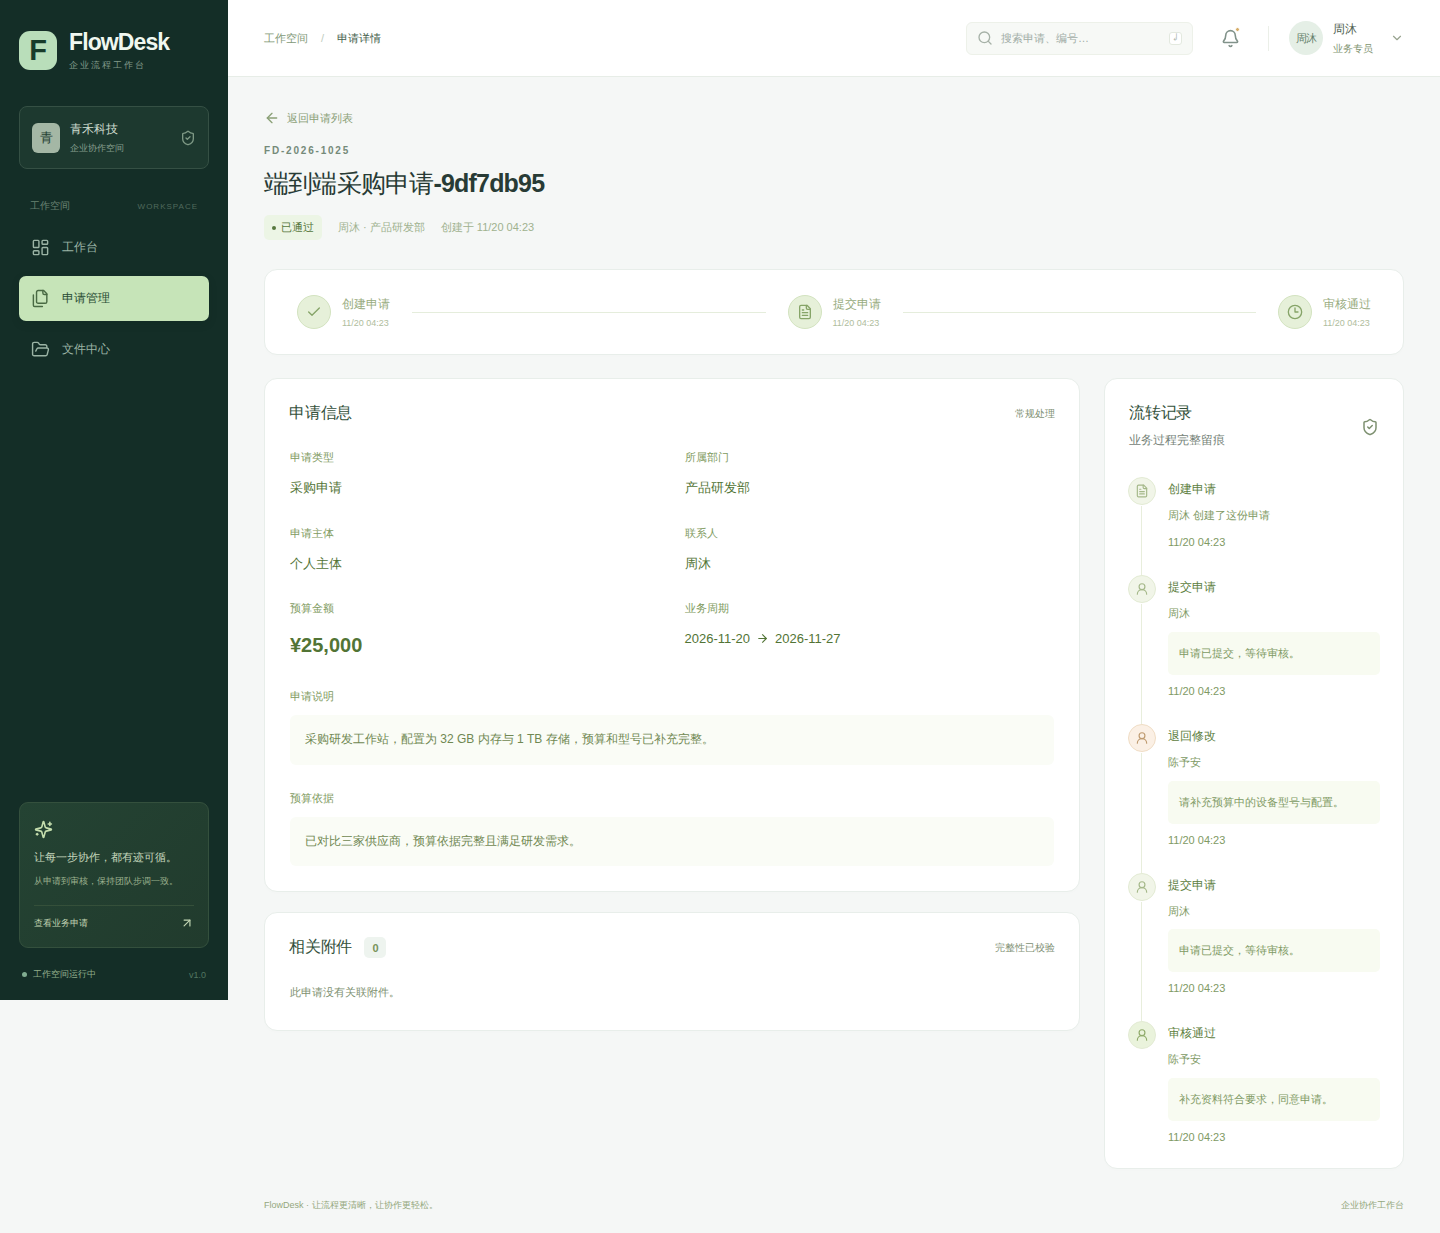 F FlowDesk
企业流程工作台
青 青禾科技
企业协作空间
工作空间 WORKSPACE
工作台
申请管理
文件中心
让每一步协作，都有迹可循。
从申请到审核，保持团队步调一致。
查看业务申请
工作空间运行中 v1.0
工作空间 / 申请详情
搜索申请、编号…
周沐 周沐
业务专员
返回申请列表
FD-2026-1025
端到端采购申请-9df7db95
已通过 周沐 · 产品研发部 创建于 11/20 04:23
创建申请
11/20 04:23
提交申请
11/20 04:23
审核通过
11/20 04:23
申请信息 常规处理
申请类型 所属部门
采购申请 产品研发部
申请主体 联系人
个人主体 周沐
预算金额 业务周期
¥25,000 2026-11-20 → 2026-11-27
申请说明
采购研发工作站，配置为 32 GB 内存与 1 TB 存储，预算和型号已补充完整。
预算依据
已对比三家供应商，预算依据完整且满足研发需求。
相关附件 0 完整性已校验
此申请没有关联附件。
流转记录
业务过程完整留痕
创建申请
周沐 创建了这份申请
11/20 04:23
提交申请
周沐
申请已提交，等待审核。
11/20 04:23
退回修改
陈予安
请补充预算中的设备型号与配置。
11/20 04:23
提交申请
周沐
申请已提交，等待审核。
11/20 04:23
审核通过
陈予安
补充资料符合要求，同意申请。
11/20 04:23
FlowDesk · 让流程更清晰，让协作更轻松。 企业协作工作台